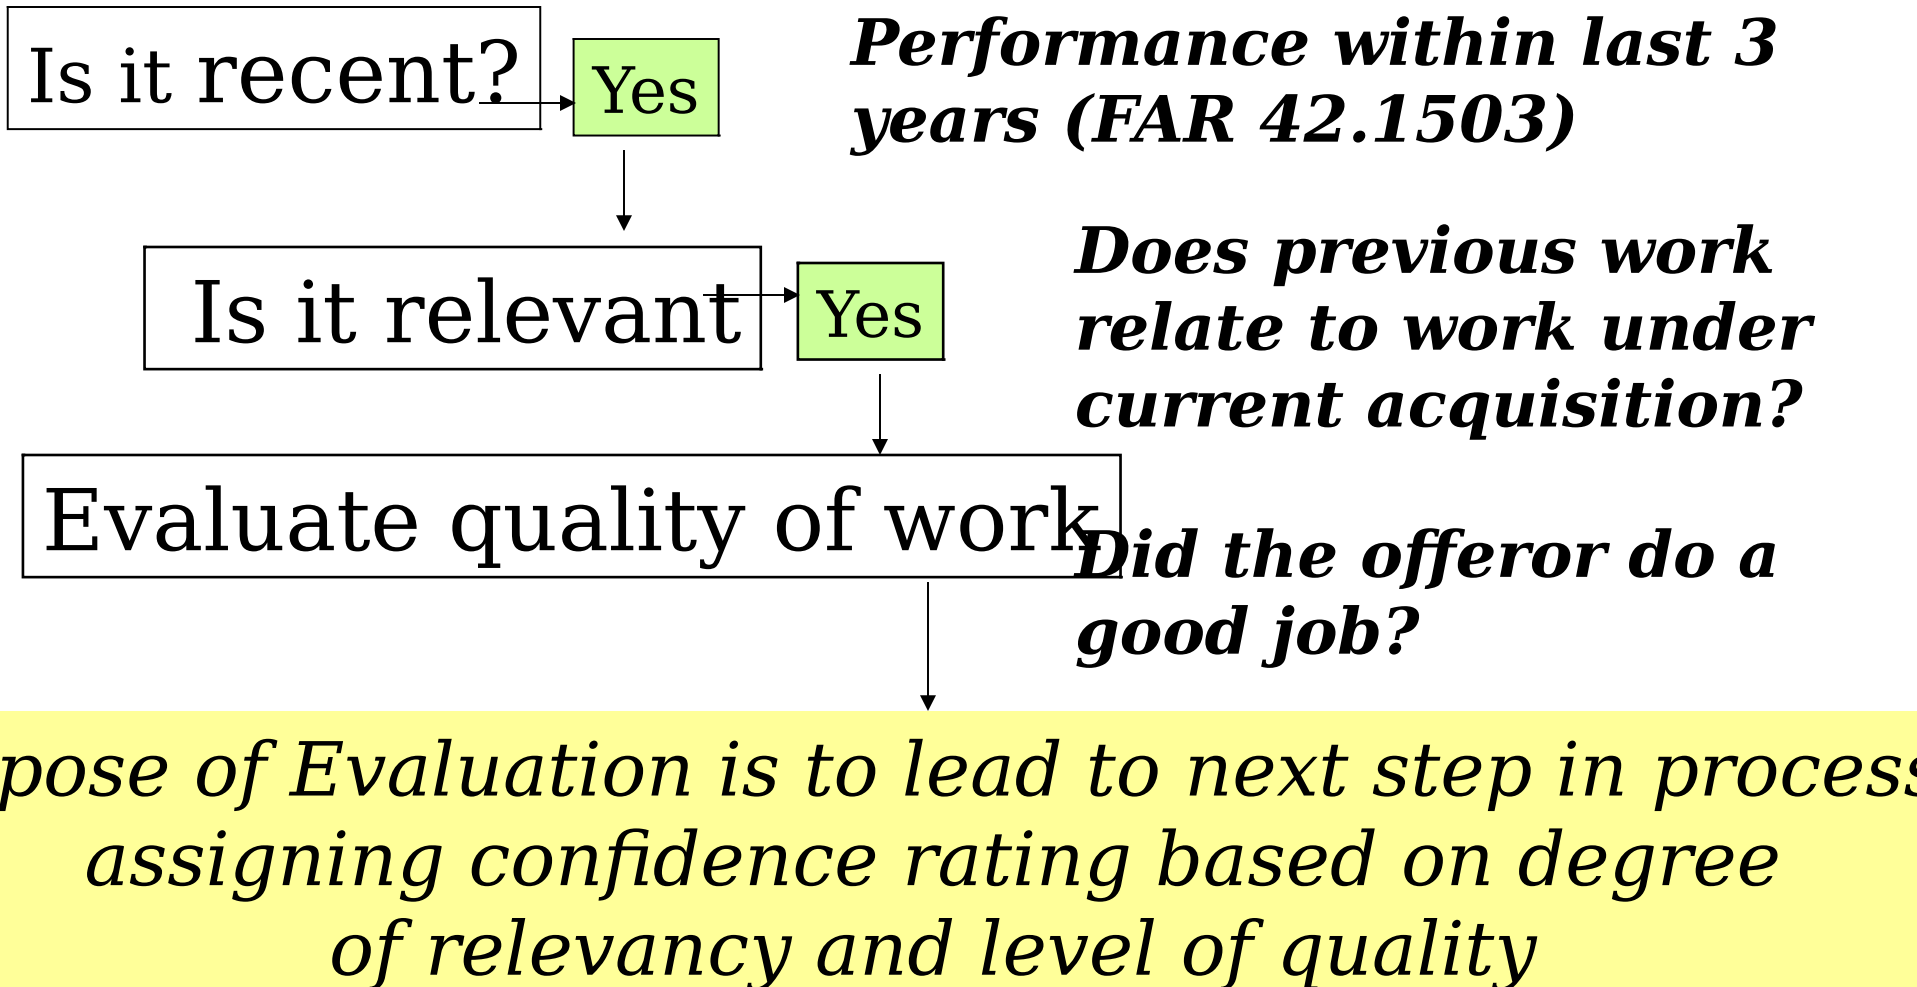 Is it recent?
Yes
Performance within last 3
years (FAR 42.1503)
Is it relevant
Yes
Does previous work
relate to work under
current acquisition?
Evaluate quality of work
Did the offeror do a
good job?
pose of Evaluation is to lead to next step in process
assigning confidence rating based on degree
of relevancy and level of quality